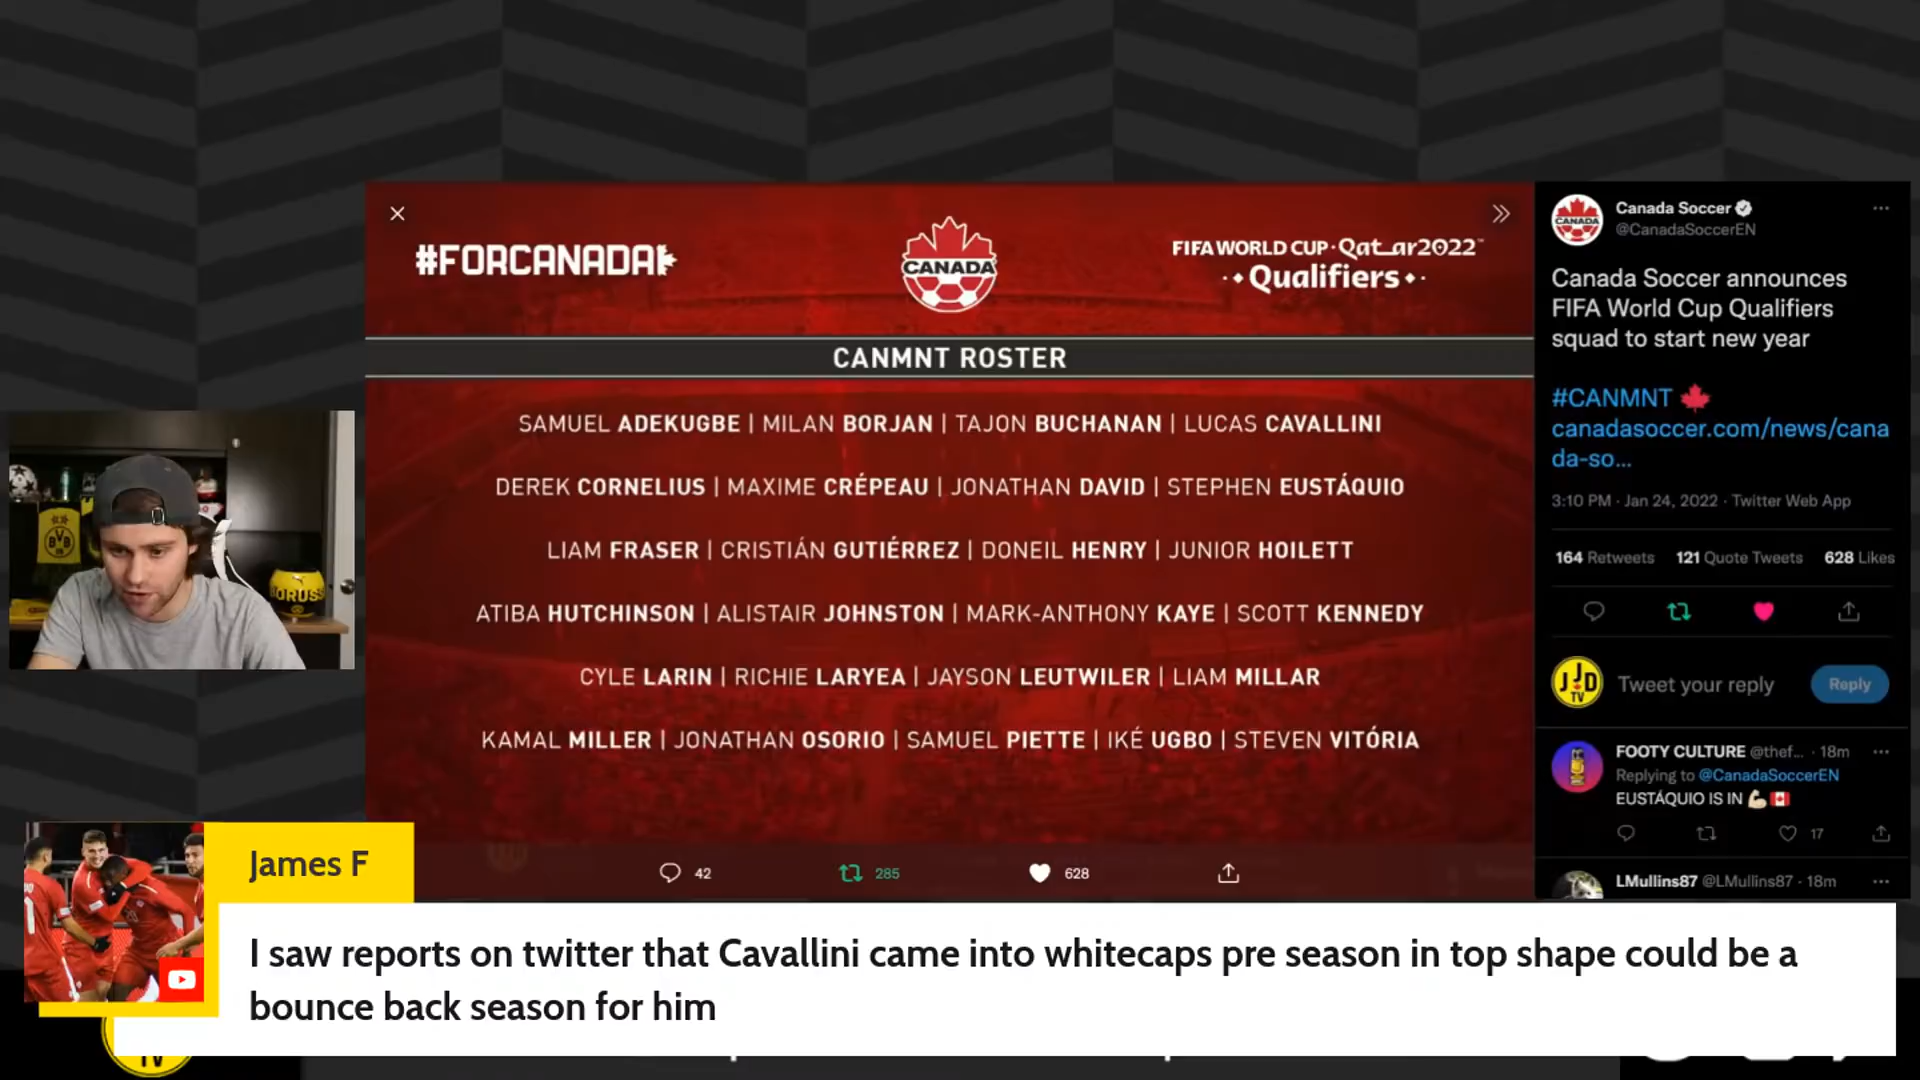 #FORCANADA
CANADA
FIFA WORLD CUP · Qatar2022™
Qualifiers
CANMNT ROSTER
SAMUEL ADEKUGBE | MILAN BORJAN | TAJON BUCHANAN | LUCAS CAVALLINI
DEREK CORNELIUS | MAXIME CRÉPEAU | JONATHAN DAVID | STEPHEN EUSTÁQUIO
LIAM FRASER | CRISTIÁN GUTIÉRREZ | DONEIL HENRY | JUNIOR HOILETT
ATIBA HUTCHINSON | ALISTAIR JOHNSTON | MARK-ANTHONY KAYE | SCOTT KENNEDY
CYLE LARIN | RICHIE LARYEA | JAYSON LEUTWILER | LIAM MILLAR
KAMAL MILLER | JONATHAN OSORIO | SAMUEL PIETTE | IKÉ UGBO | STEVEN VITÓRIA
42 285 628
CANADA
Canada Soccer
@CanadaSoccerEN
Canada Soccer announces
FIFA World Cup Qualifiers
squad to start new year
#CANMNT 🍁
canadasoccer.com/news/cana
da-so...
3:10 PM · Jan 24, 2022 · Twitter Web App
164 Retweets 121 Quote Tweets 628 Likes
JJD
TV
Tweet your reply
Reply
FOOTY CULTURE @thef... · 18m
Replying to @CanadaSoccerEN
EUSTÁQUIO IS IN 💪🏻🇨🇦
17
LMullins87 @LMullins87 · 18m
BVB
BORUSS
James F
I saw reports on twitter that Cavallini came into whitecaps pre season in top shape could be a
bounce back season for him
TV